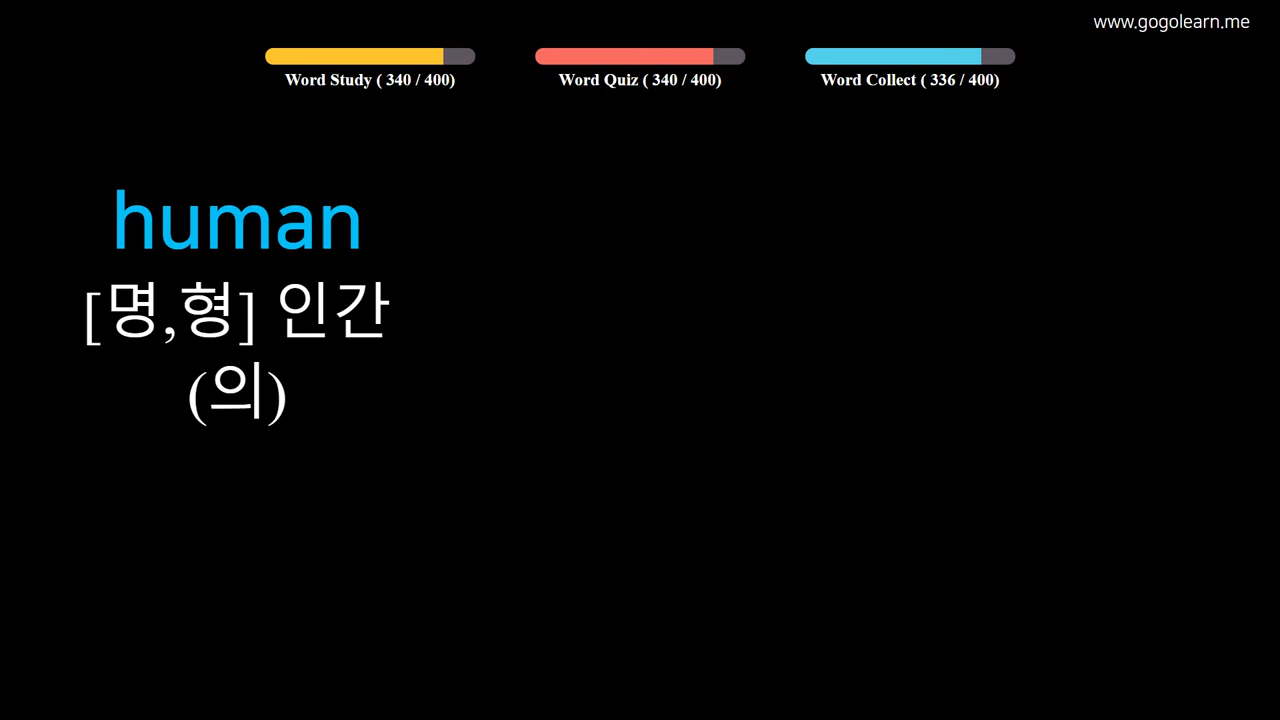 www.gogolearn.me
Word Study ( 340 / 400)
Word Quiz ( 340 / 400)
Word Collect ( 336 / 400)
human
[명,형] 인간
(의)